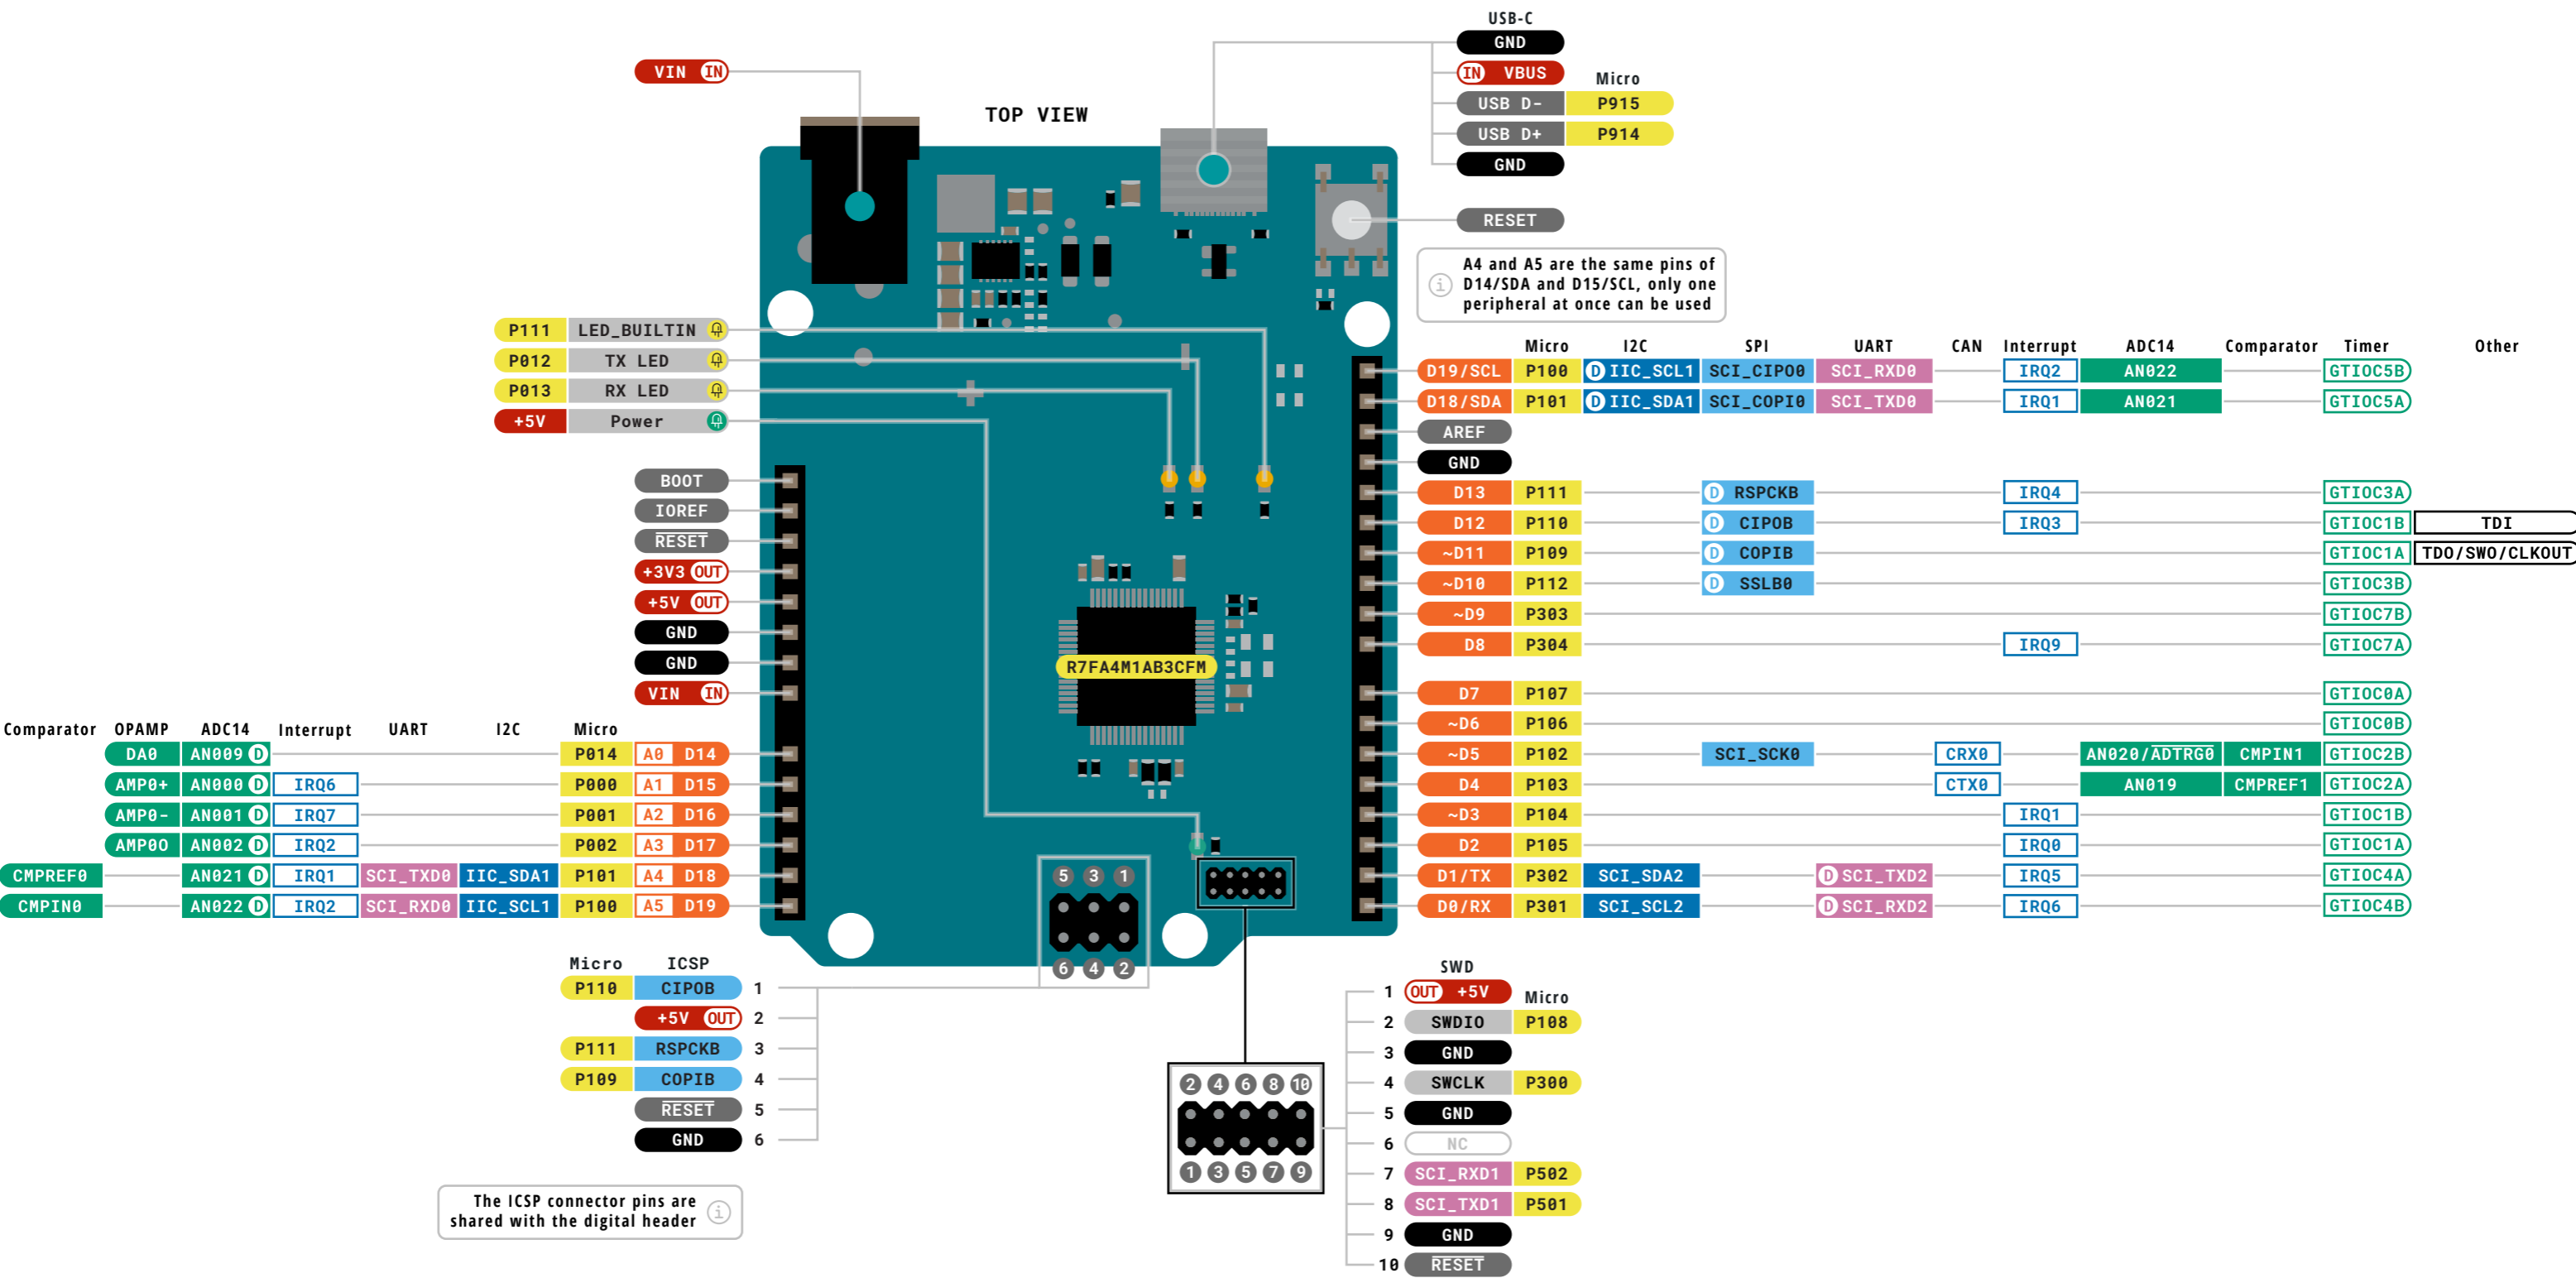 USB-C
GND
IN VBUS
Micro
USB D- P915
USB D+ P914
GND
VIN IN
TOP VIEW
RESET
A4 and A5 are the same pins of
D14/SDA and D15/SCL, only one
peripheral at once can be used
P111 LED_BUILTIN
P012 TX LED
P013 RX LED
+5V Power
BOOT
IOREF
RESET
+3V3 OUT
+5V OUT
GND
GND
VIN IN
Micro I2C SPI UART CAN Interrupt ADC14 Comparator Timer Other
D19/SCL P100 D IIC_SCL1 SCI_CIPO0 SCI_RXD0 IRQ2 AN022 GTIOC5B
D18/SDA P101 D IIC_SDA1 SCI_COPI0 SCI_TXD0 IRQ1 AN021 GTIOC5A
AREF
GND
D13 P111 D RSPCKB IRQ4 GTIOC3A
D12 P110 D CIPOB IRQ3 GTIOC1B TDI
~D11 P109 D COPIB GTIOC1A TDO/SWO/CLKOUT
~D10 P112 D SSLB0 GTIOC3B
~D9 P303 GTIOC7B
D8 P304 IRQ9 GTIOC7A
D7 P107 GTIOC0A
~D6 P106 GTIOC0B
~D5 P102 SCI_SCK0 CRX0 AN020/ADTRG0 CMPIN1 GTIOC2B
D4 P103 CTX0 AN019 CMPREF1 GTIOC2A
~D3 P104 IRQ1 GTIOC1B
D2 P105 IRQ0 GTIOC1A
D1/TX P302 SCI_SDA2 D SCI_TXD2 IRQ5 GTIOC4A
D0/RX P301 SCI_SCL2 D SCI_RXD2 IRQ6 GTIOC4B
R7FA4M1AB3CFM
Comparator OPAMP ADC14 Interrupt UART I2C Micro
DA0 AN009 D P014 A0 D14
AMP0+ AN000 D IRQ6 P000 A1 D15
AMP0- AN001 D IRQ7 P001 A2 D16
AMP0O AN002 D IRQ2 P002 A3 D17
CMPREF0 AN021 D IRQ1 SCI_TXD0 IIC_SDA1 P101 A4 D18
CMPIN0 AN022 D IRQ2 SCI_RXD0 IIC_SCL1 P100 A5 D19
5 3 1
6 4 2
Micro ICSP
P110 CIPOB 1
+5V OUT 2
P111 RSPCKB 3
P109 COPIB 4
RESET 5
GND 6
The ICSP connector pins are
shared with the digital header
2 4 6 8 10
1 3 5 7 9
SWD
1 OUT +5V Micro
2 SWDIO P108
3 GND
4 SWCLK P300
5 GND
6 NC
7 SCI_RXD1 P502
8 SCI_TXD1 P501
9 GND
10 RESET